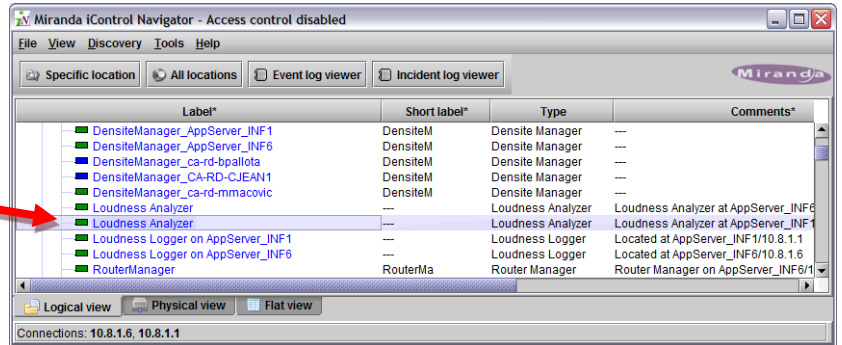 Miranda iControl Navigator - Access control disabled
File View Discovery Tools Help
Specific location All locations Event log viewer Incident log viewer Miranda
Label* Short label* Type Comments*
DensiteManager_AppServer_INF1 DensiteM Densite Manager ---
DensiteManager_AppServer_INF6 DensiteM Densite Manager ---
DensiteManager_ca-rd-bpallota DensiteM Densite Manager ---
DensiteManager_CA-RD-CJEAN1 DensiteM Densite Manager ---
DensiteManager_ca-rd-mmacovic DensiteM Densite Manager ---
Loudness Analyzer --- Loudness Analyzer Loudness Analyzer at AppServer_INF6
Loudness Analyzer --- Loudness Analyzer Loudness Analyzer at AppServer_INF1
Loudness Logger on AppServer_INF1 --- Loudness Logger Located at AppServer_INF1/10.8.1.1
Loudness Logger on AppServer_INF6 --- Loudness Logger Located at AppServer_INF6/10.8.1.6
RouterManager RouterMa Router Manager Router Manager on AppServer_INF6/1
Logical view Physical view Flat view
Connections: 10.8.1.6, 10.8.1.1